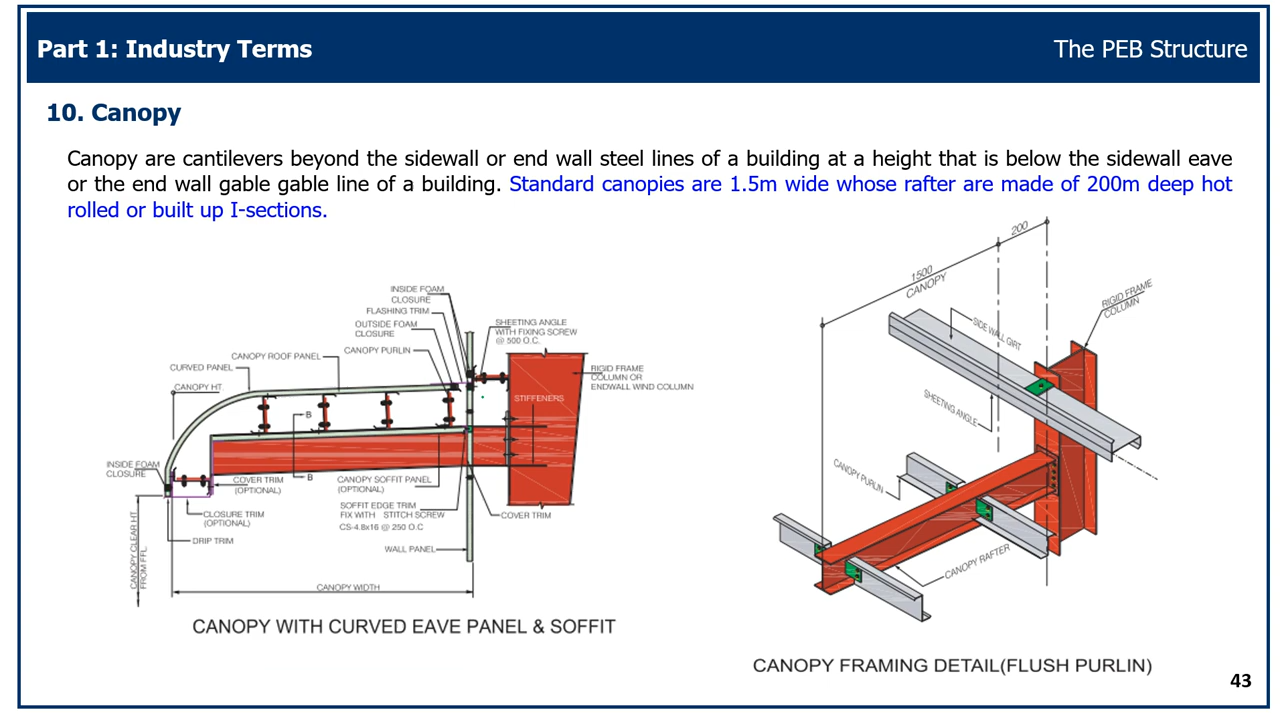 Part 1: Industry Terms
The PEB Structure
10. Canopy
Canopy are cantilevers beyond the sidewall or end wall steel lines of a building at a height that is below the sidewall eave
or the end wall gable gable line of a building. Standard canopies are 1.5m wide whose rafter are made of 200m deep hot
rolled or built up I-sections.
INSIDE FOAM
CLOSURE
FLASHING TRIM
OUTSIDE FOAM
CLOSURE
CANOPY PURLIN
CANOPY ROOF PANEL
CURVED PANEL
CANOPY HT.
SHEETING ANGLE
WITH FIXING SCREW
@ 500 O.C.
RIGID FRAME
COLUMN OR
ENDWALL WIND COLUMN
STIFFENERS
B
B
INSIDE FOAM
CLOSURE
COVER TRIM
(OPTIONAL)
CANOPY SOFFIT PANEL
(OPTIONAL)
CLOSURE TRIM
(OPTIONAL)
SOFFIT EDGE TRIM
FIX WITH STITCH SCREW
CS-4.8x16 @ 250 O.C
COVER TRIM
DRIP TRIM
WALL PANEL
CANOPY CLEAR HT.
FROM FFL
CANOPY WIDTH
CANOPY WITH CURVED EAVE PANEL & SOFFIT
200
1500
CANOPY
RIGID FRAME
COLUMN
SIDE WALL GIRT
SHEETING ANGLE
CANOPY PURLIN
CANOPY RAFTER
CANOPY FRAMING DETAIL(FLUSH PURLIN)
43